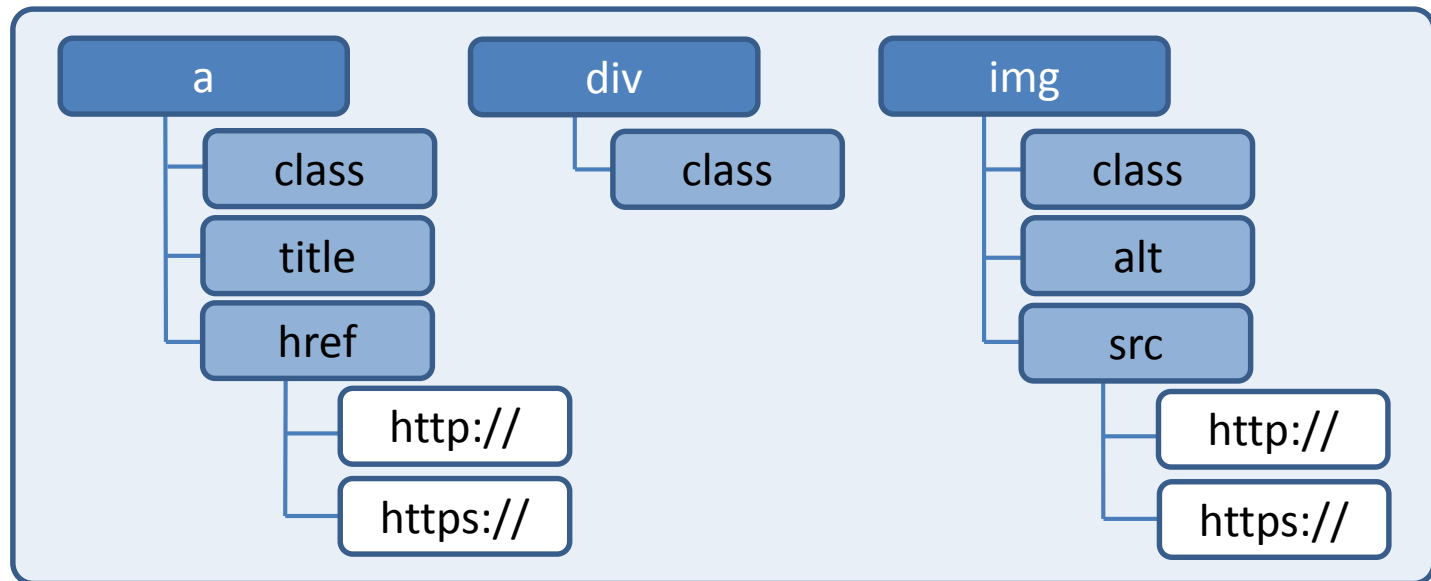 a
class
title
href
http://
https://
div
class
img
class
alt
src
http://
https://